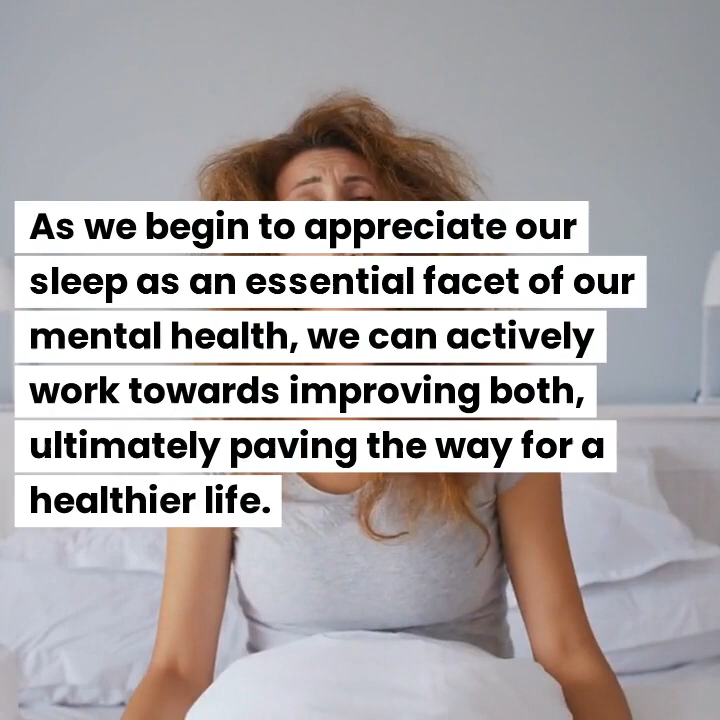 As we begin to appreciate our
sleep as an essential facet of our
mental health, we can actively
work towards improving both,
ultimately paving the way for a
healthier life.